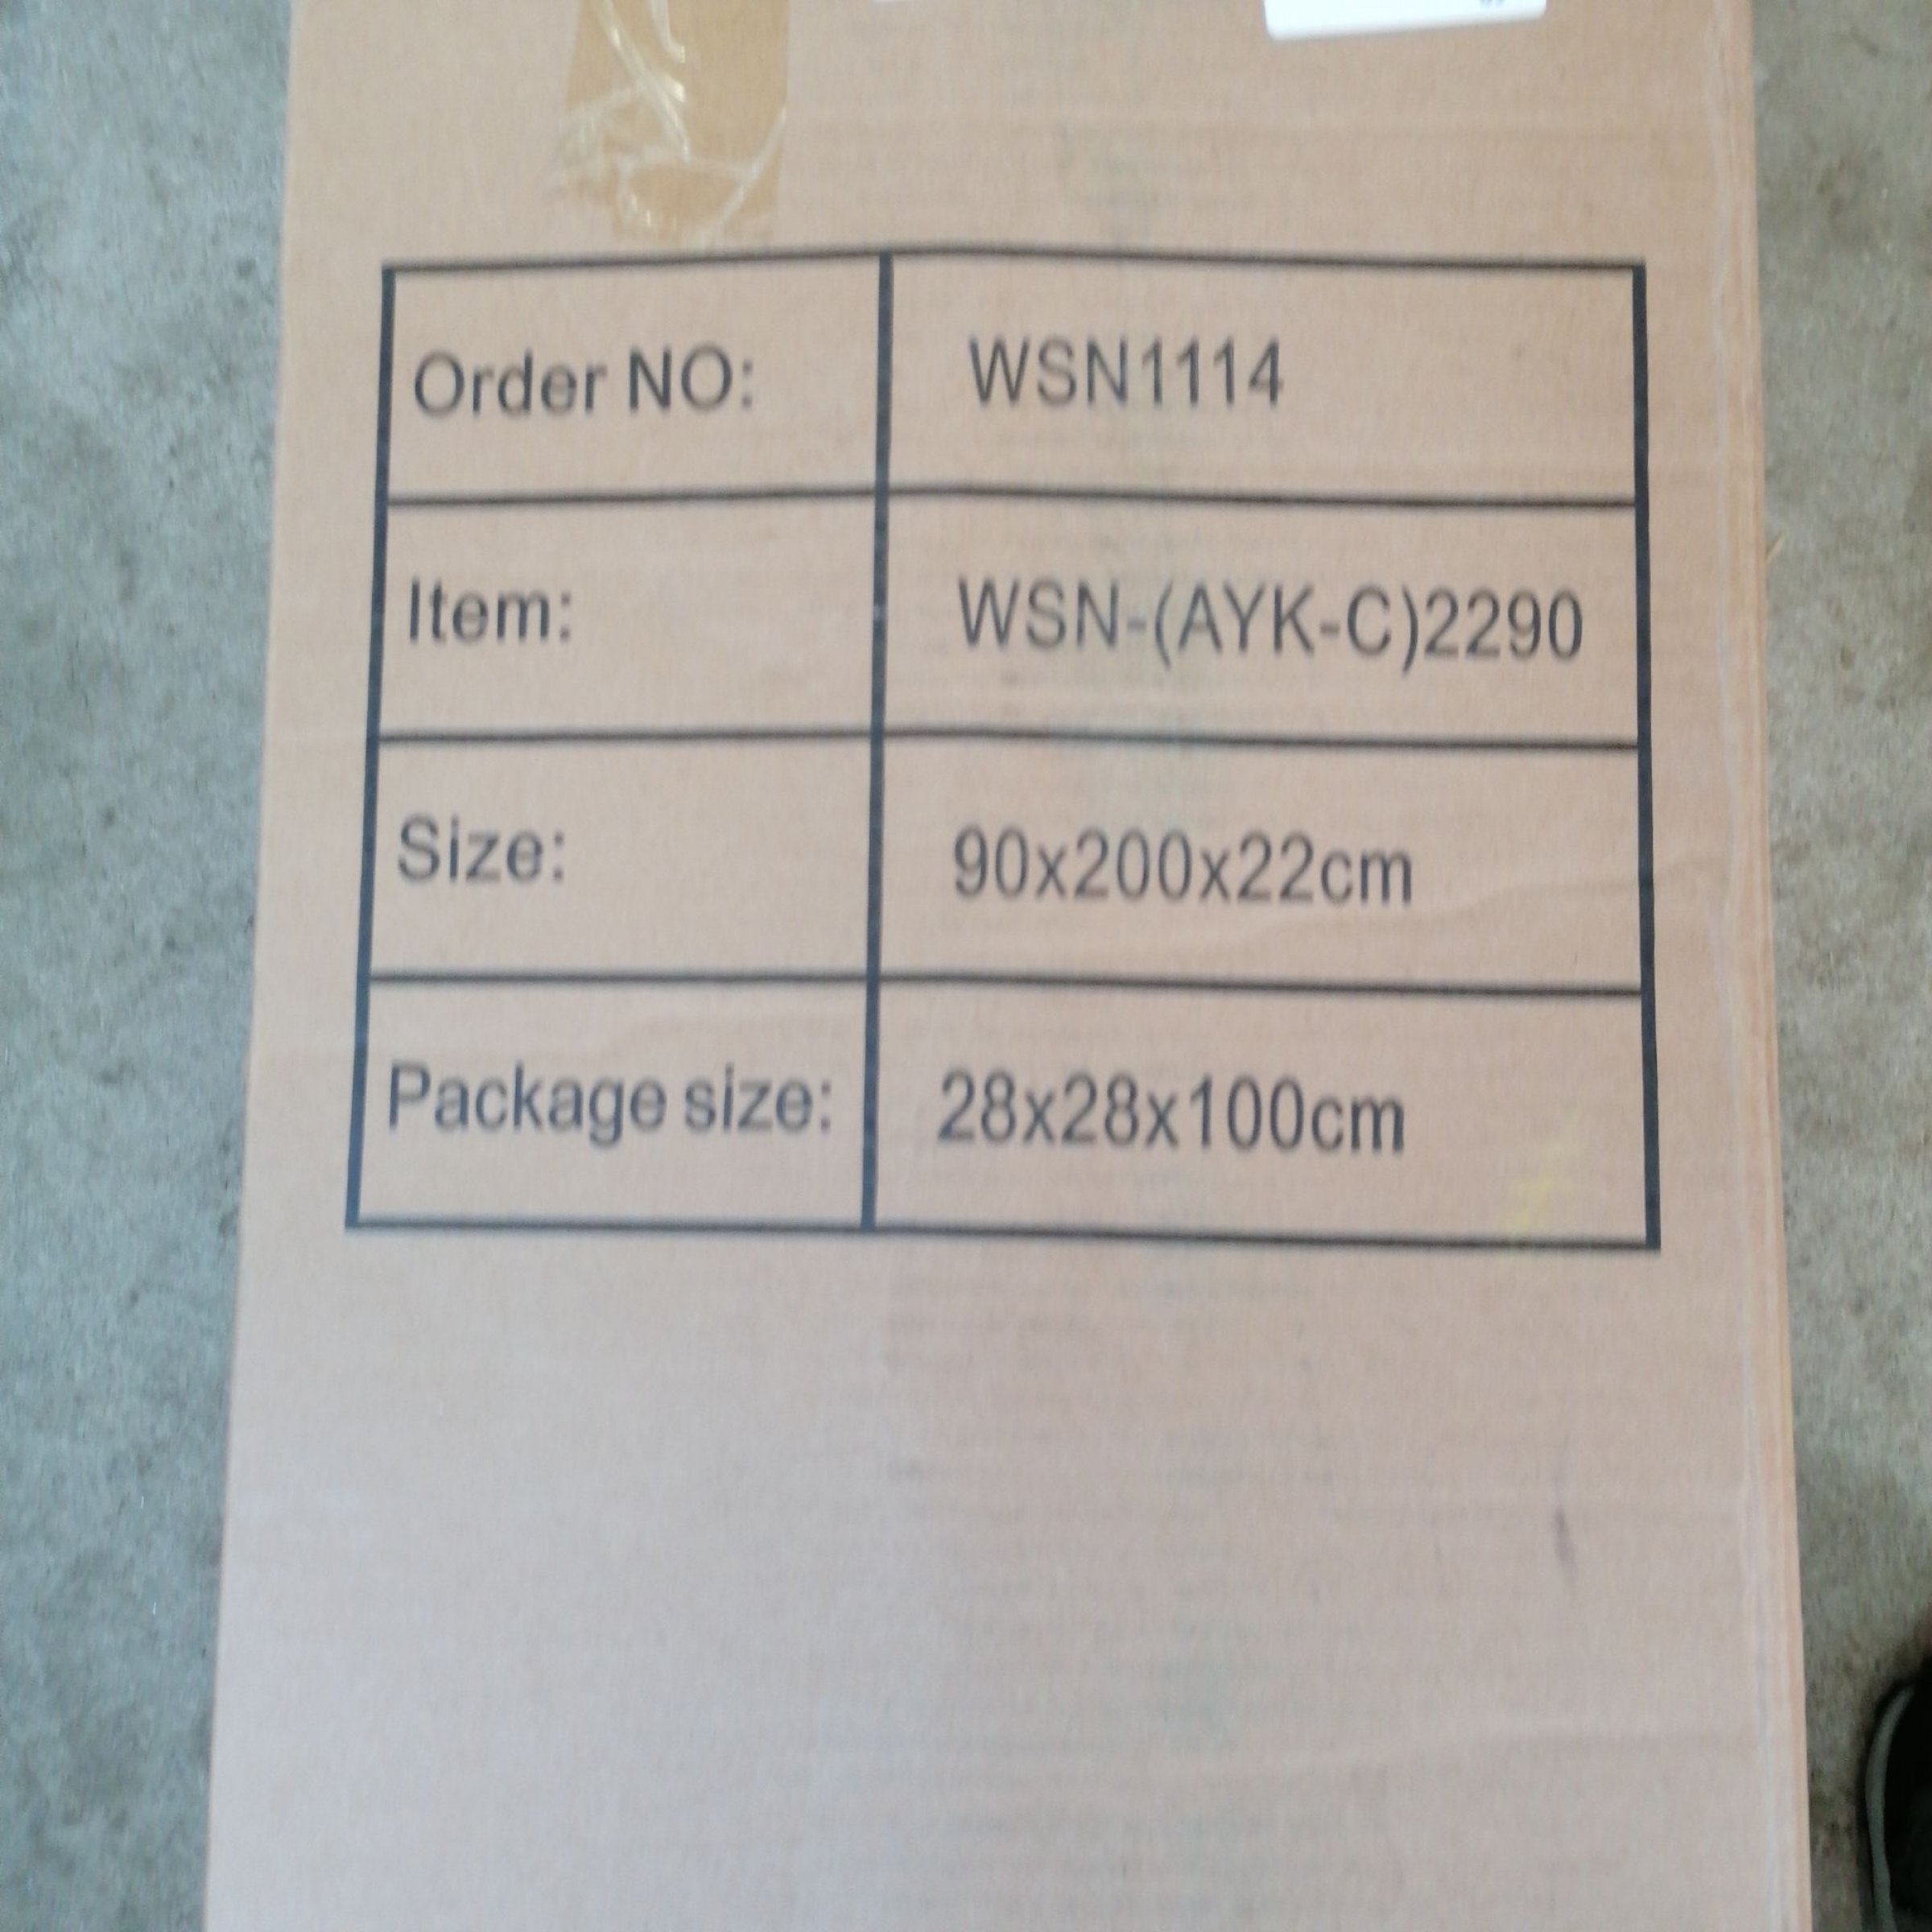 Order NO: WSN1114
Item: WSN-(AYK-C)2290
Size: 90x200x22cm
Package size: 28x28x100cm